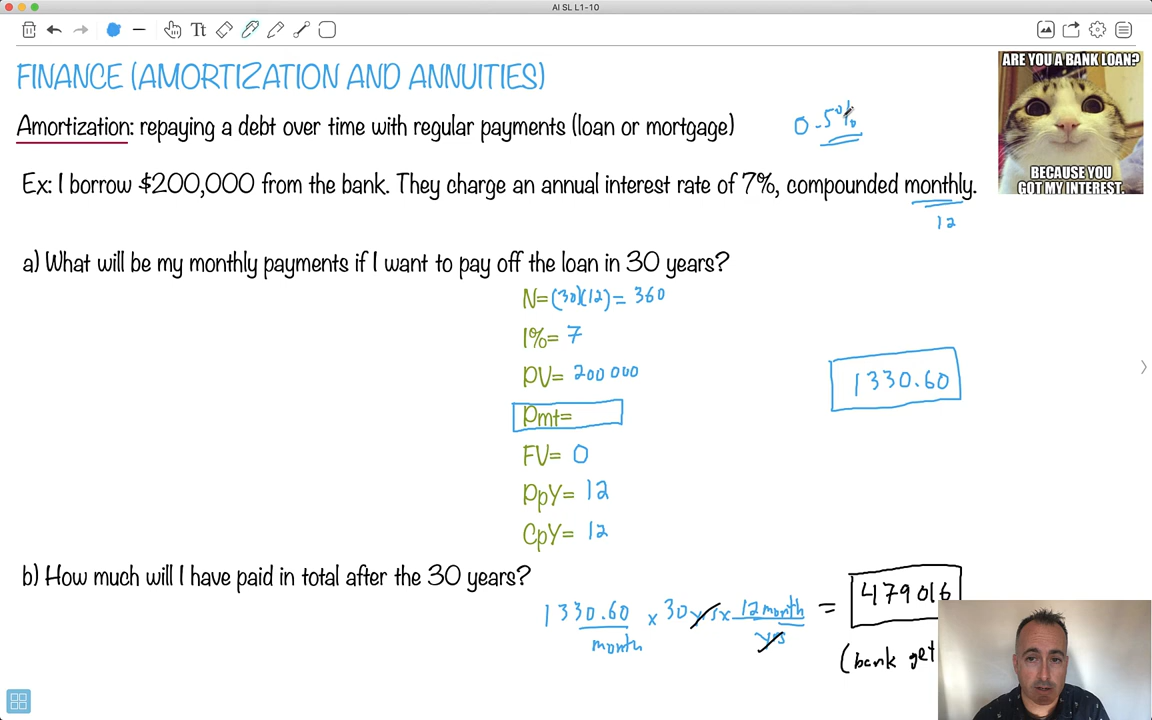 AI SL L1-10
Tt
FINANCE (AMORTIZATION AND ANNUITIES)
ARE YOU A BANK LOAN?
BECAUSE YOU
GOT MY INTEREST.
Amortization: repaying a debt over time with regular payments (loan or mortgage)
0.5%
Ex: I borrow $200,000 from the bank. They charge an annual interest rate of 7%, compounded monthly.
12
a) What will be my monthly payments if I want to pay off the loan in 30 years?
N= (30)(12) = 360
I%= 7
PV= 200 000
1330.60
Pmt=
FV= 0
PpY= 12
CpY= 12
b) How much will I have paid in total after the 30 years?
1330.60/month x 30 yrs x 12 month/yrs = 479016
(bank get